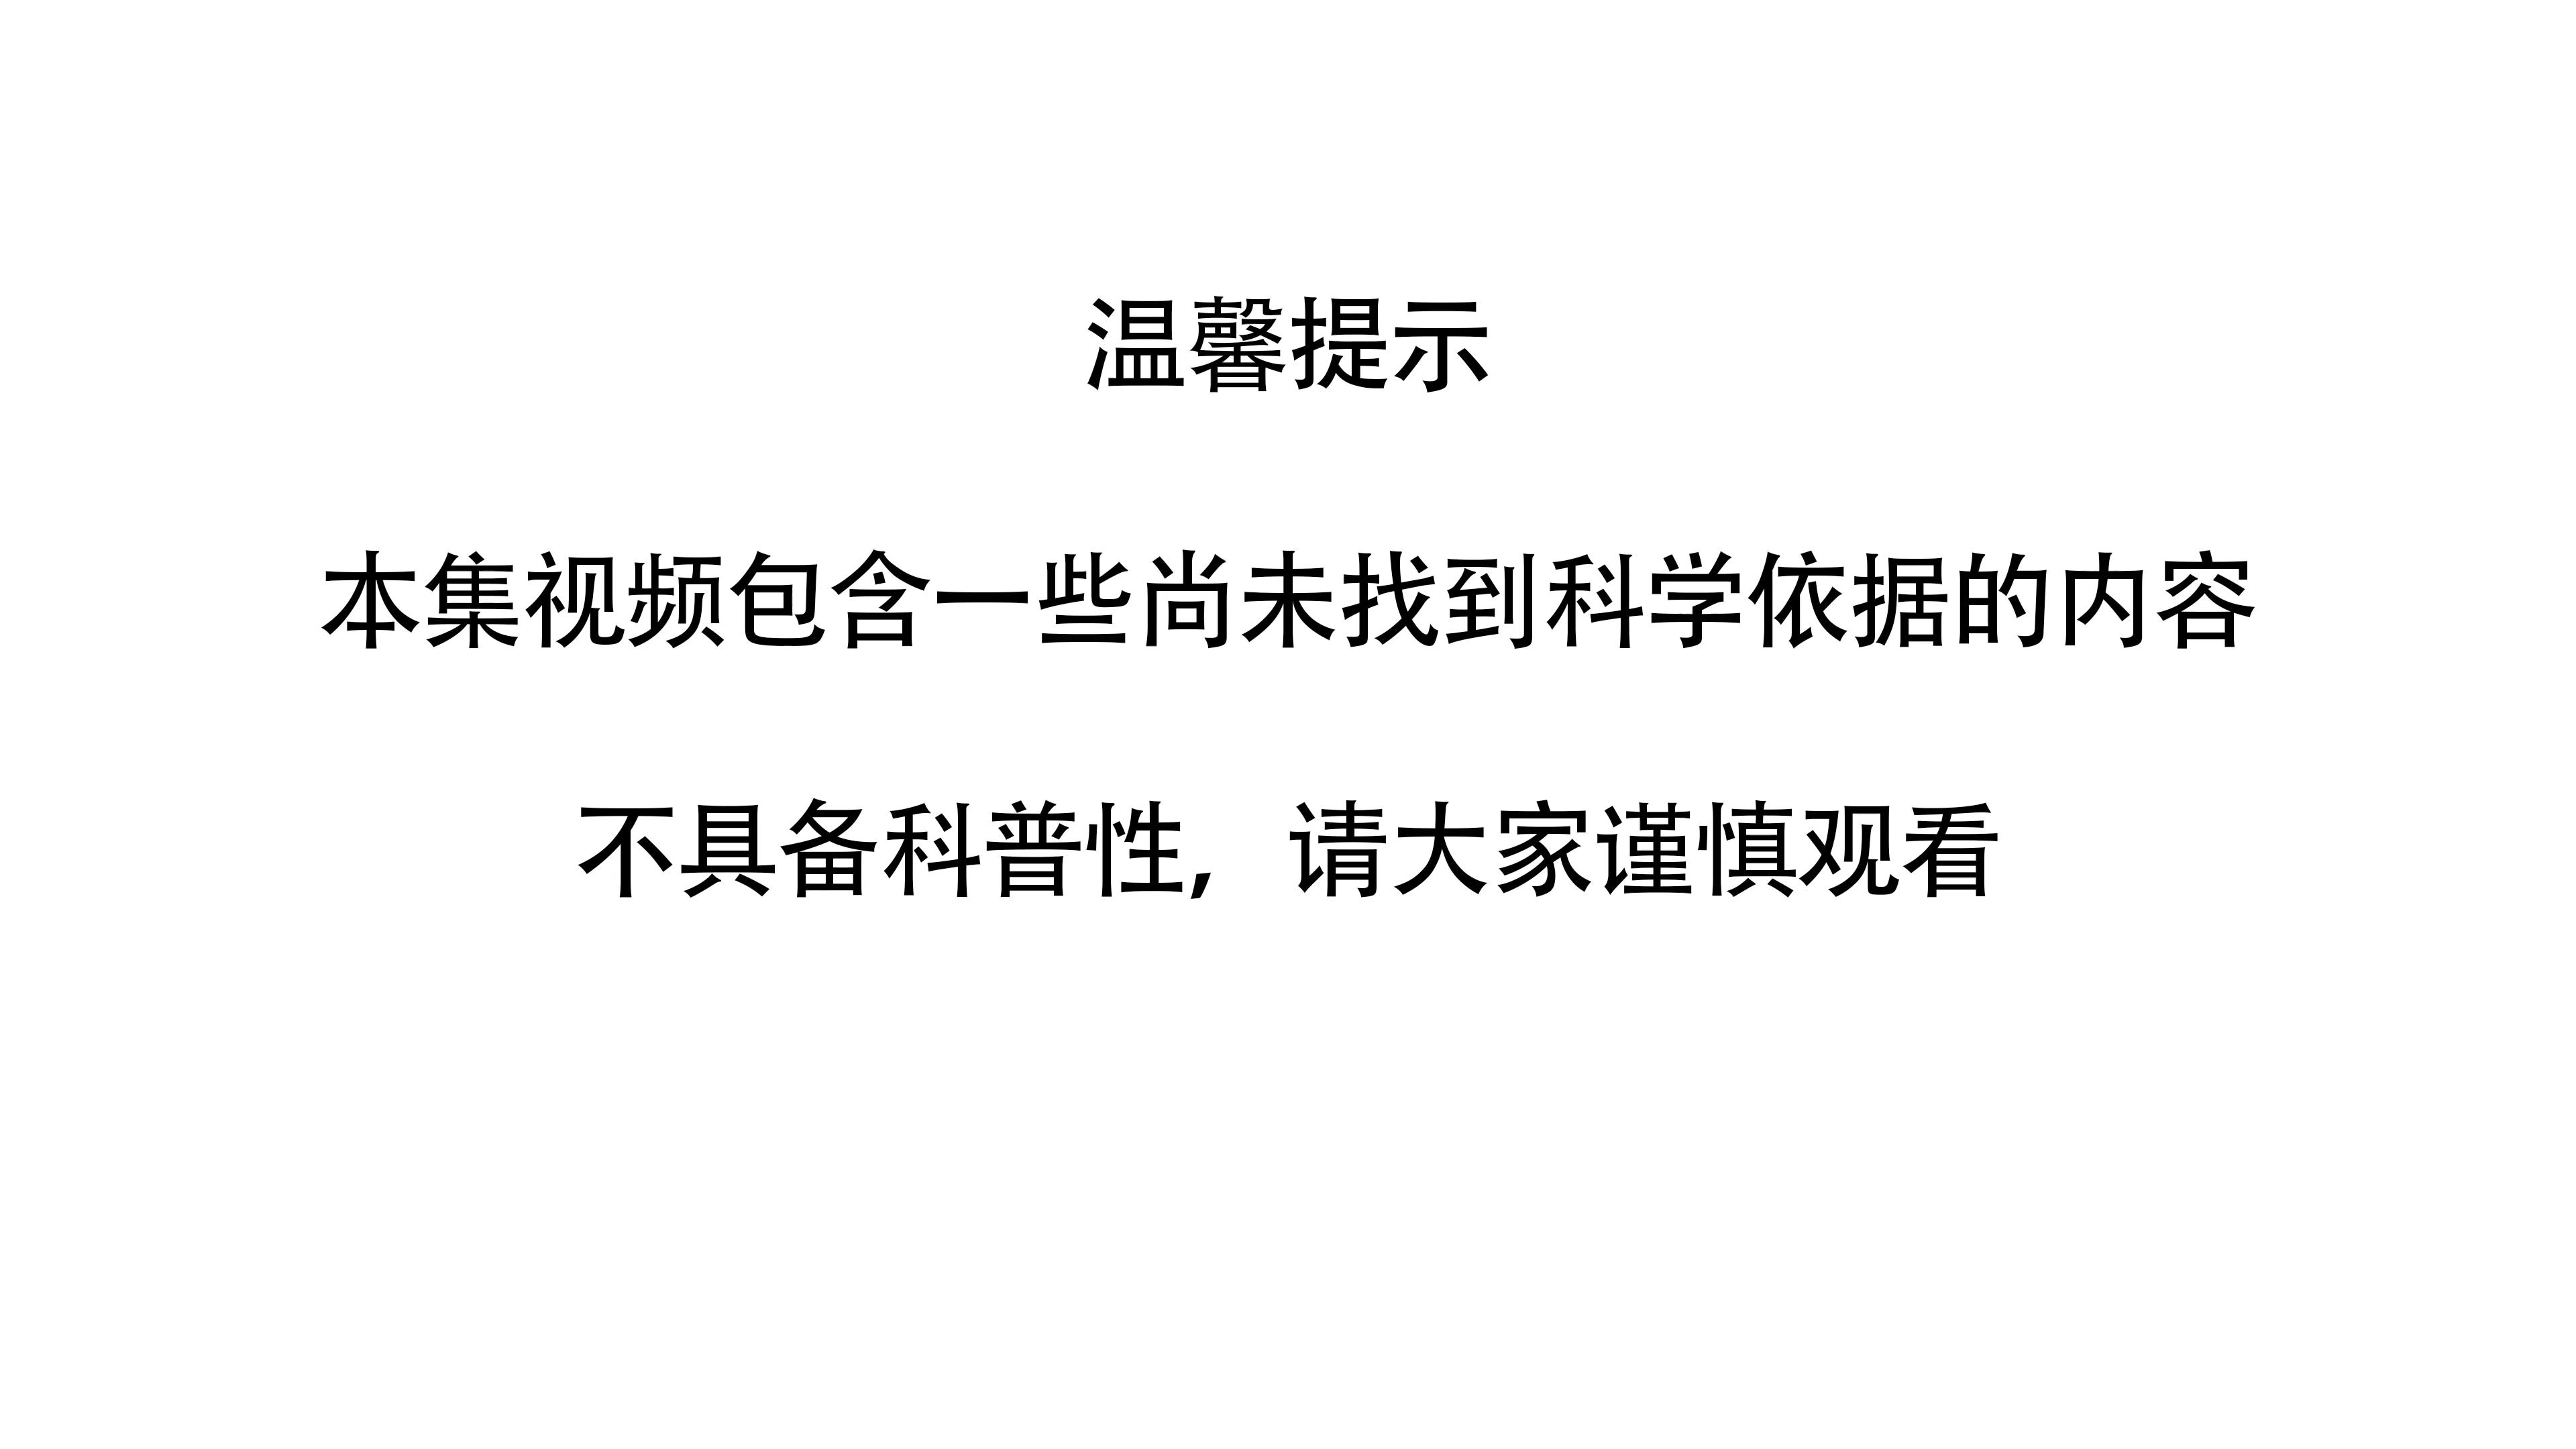 温馨提示
本集视频包含一些尚未找到科学依据的内容
不具备科普性，请大家谨慎观看